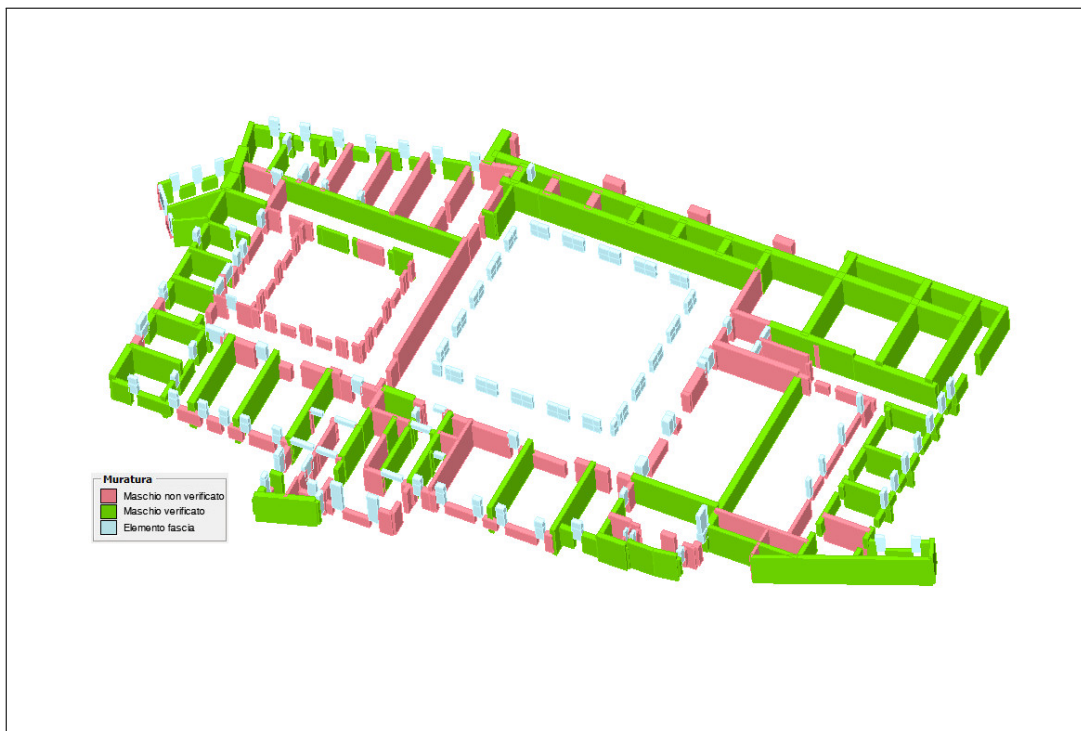 Muratura
Maschio non verificato
Maschio verificato
Elemento fascia